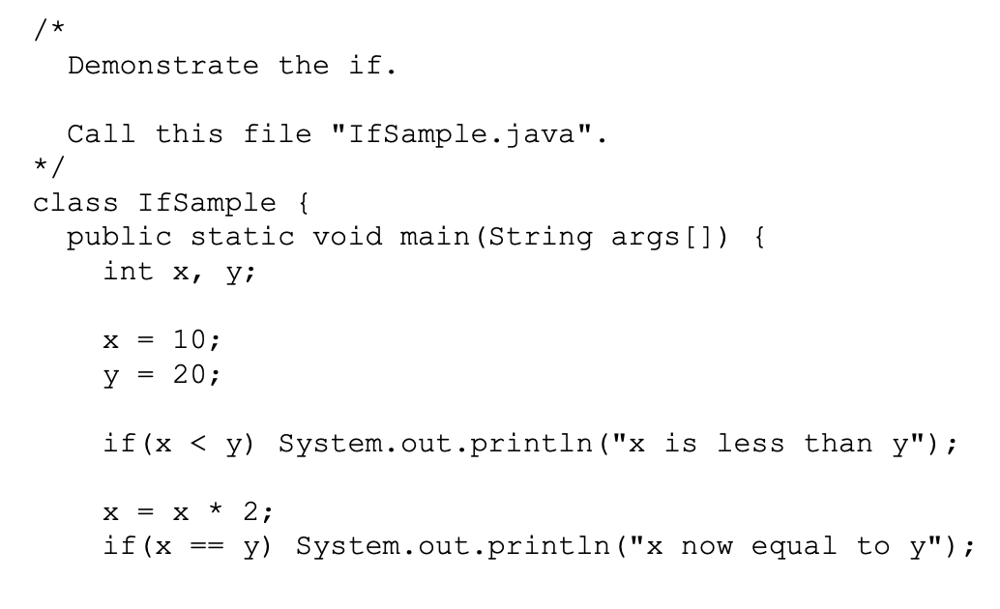 /*
Demonstrate the if.
Call this file "IfSample.java".
*/
class IfSample {
public static void main(String args[]) {
int x, y;
x = 10;
y = 20;
if(x < y) System.out.println("x is less than y");
x = x * 2;
if(x == y) System.out.println("x now equal to y");